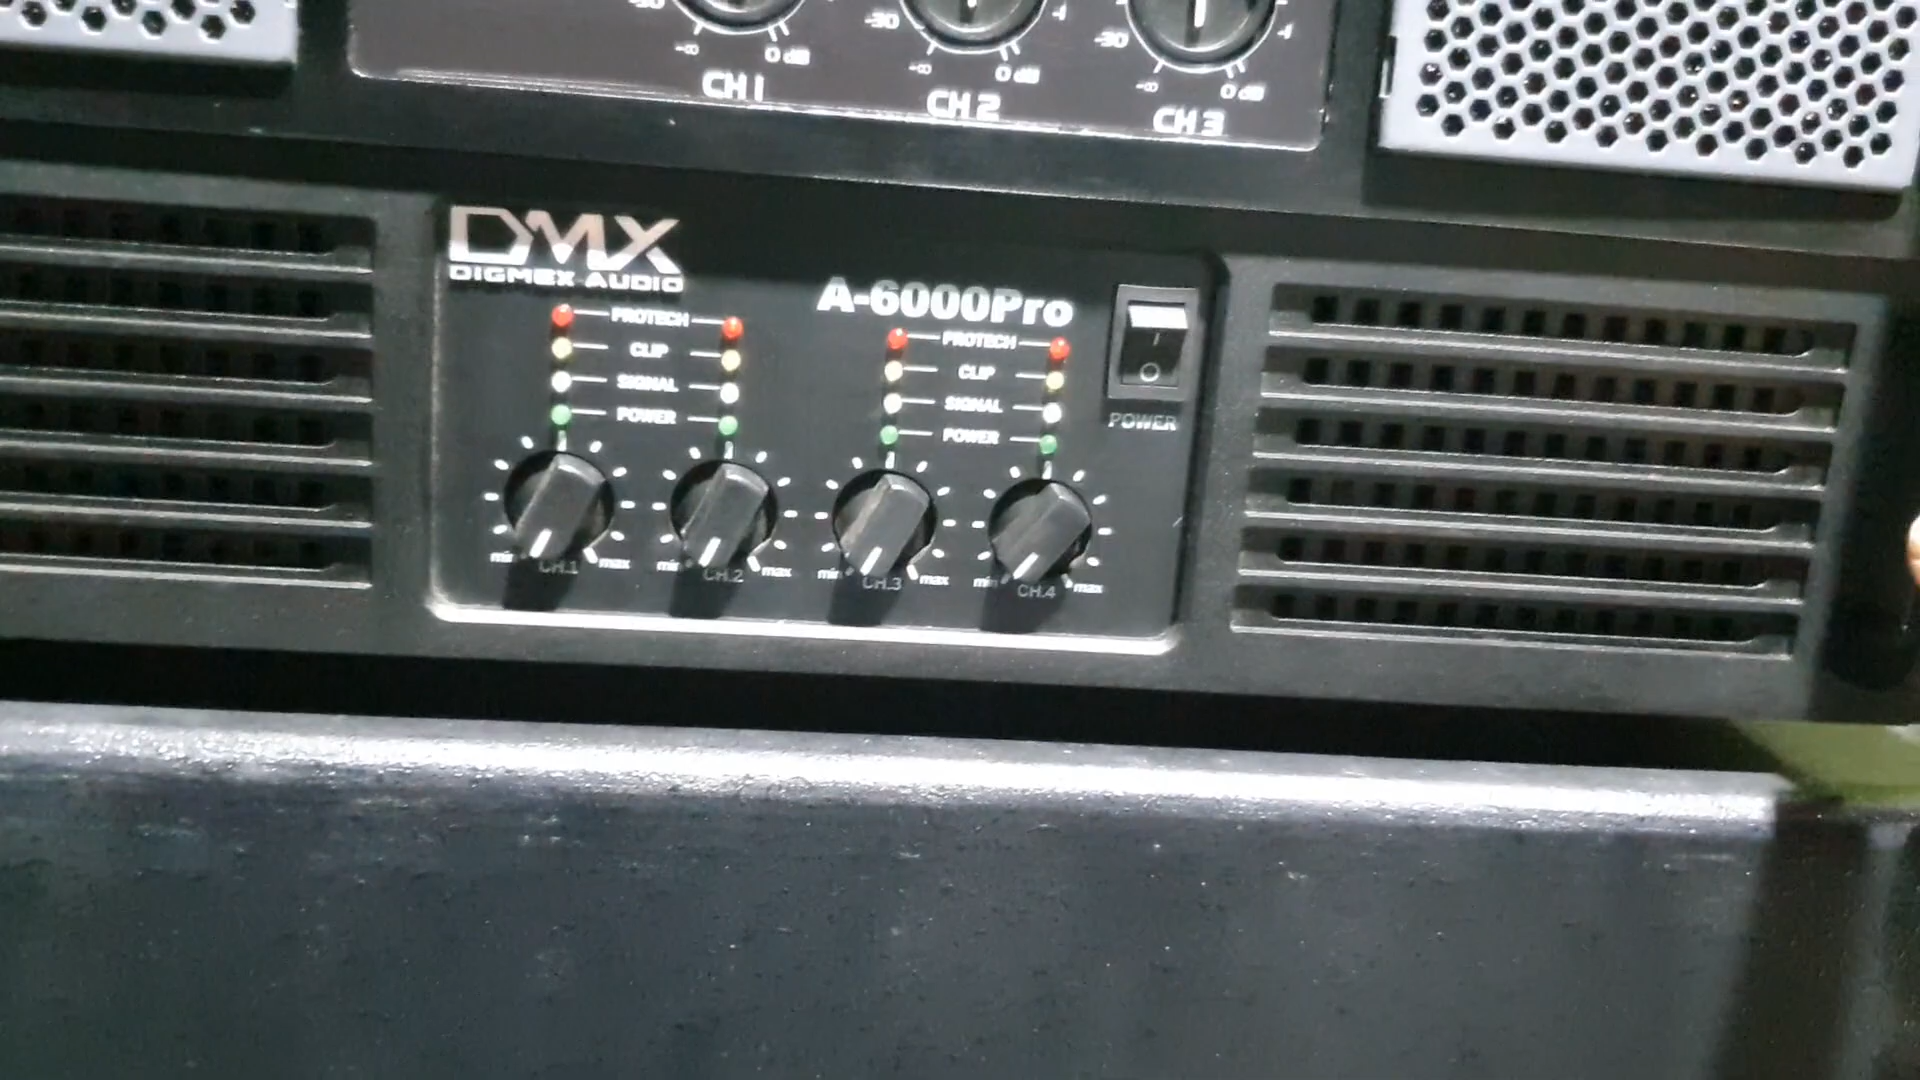 -30 -30 -1 -30 -1
-∞ 0 dB -∞ 0 dB -∞ 0 dB
CH 1 CH 2 CH 3
DMX
DIGMEX AUDIO
A-6000Pro
PROTECH PROTECH
CLIP CLIP
SIGNAL SIGNAL
POWER POWER
I
O
POWER
min CH.1 max min CH.2 max min CH.3 max min CH.4 max